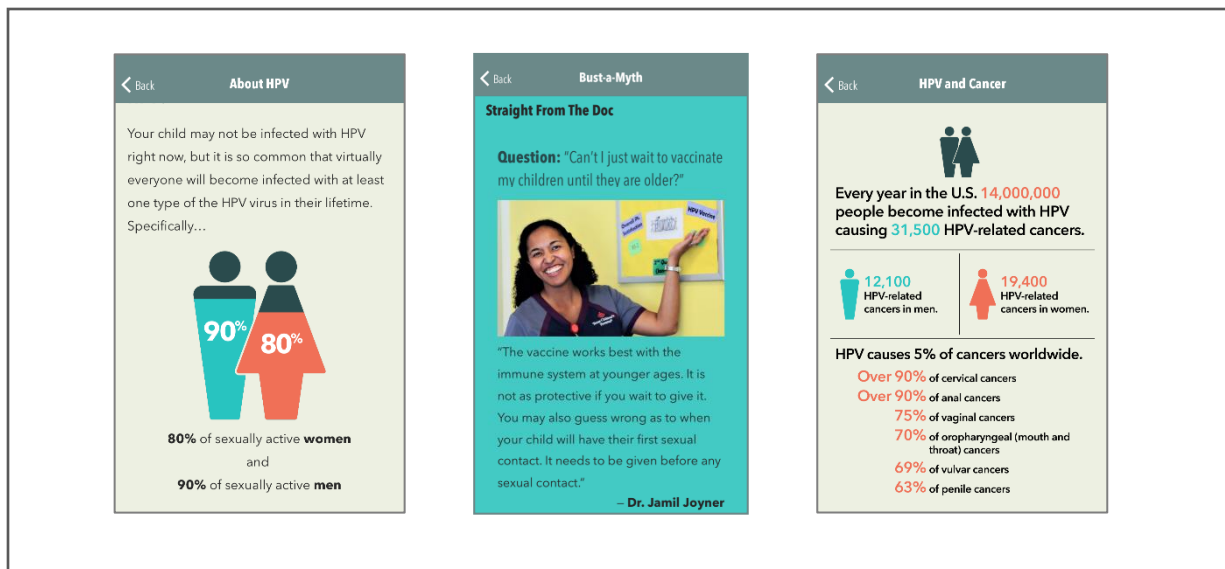 Back
About HPV
Your child may not be infected with HPV
right now, but it is so common that virtually
everyone will become infected with at least
one type of the HPV virus in their lifetime.
Specifically…
90%
80%
80% of sexually active women
and
90% of sexually active men
Back
Bust-a-Myth
Straight From The Doc
Question: "Can't I just wait to vaccinate
my children until they are older?"
HPV Vaccine
"The vaccine works best with the
immune system at younger ages. It is
not as protective if you wait to give it.
You may also guess wrong as to when
your child will have their first sexual
contact. It needs to be given before any
sexual contact."
– Dr. Jamil Joyner
Back
HPV and Cancer
Every year in the U.S. 14,000,000
people become infected with HPV
causing 31,500 HPV-related cancers.
12,100
HPV-related
cancers in men.
19,400
HPV-related
cancers in women.
HPV causes 5% of cancers worldwide.
Over 90% of cervical cancers
Over 90% of anal cancers
75% of vaginal cancers
70% of oropharyngeal (mouth and
throat) cancers
69% of vulvar cancers
63% of penile cancers